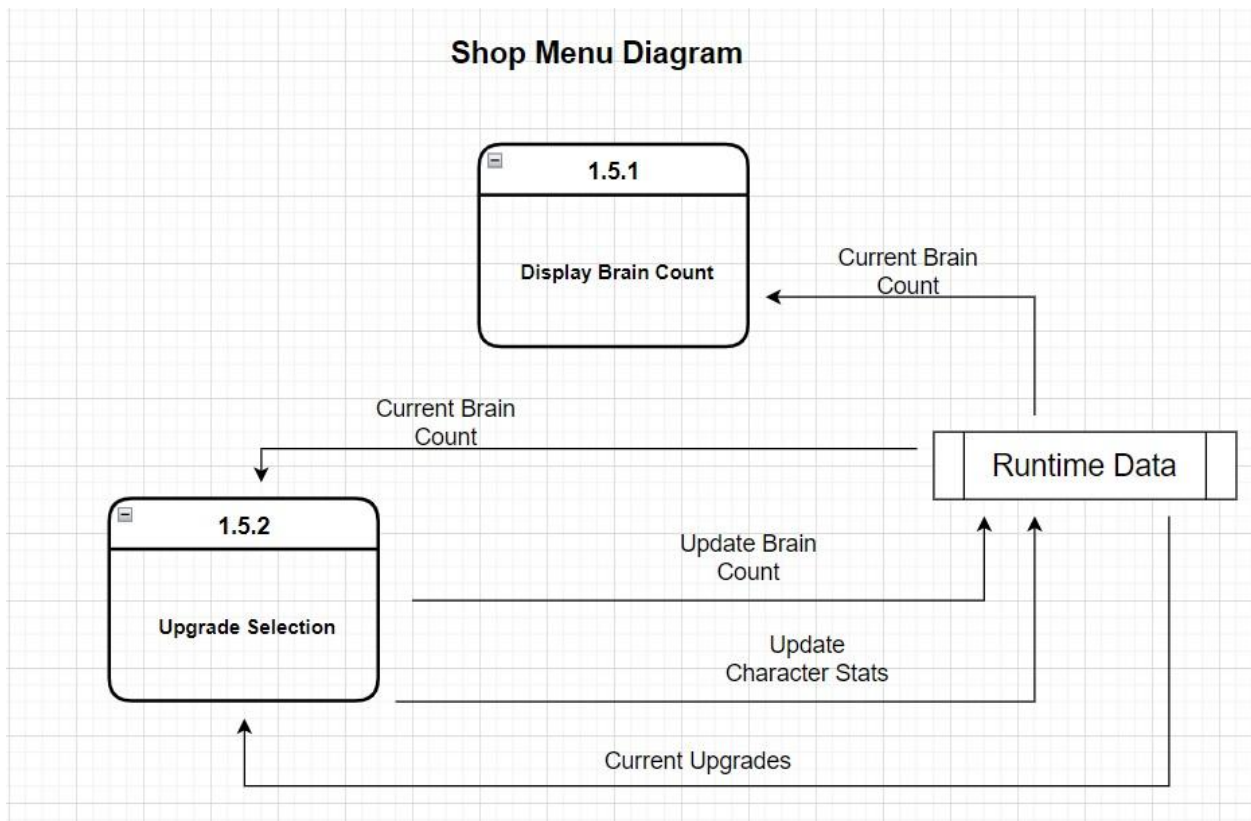 Shop Menu Diagram
1.5.1
Display Brain Count
Current Brain
Count
Current Brain
Count
Runtime Data
1.5.2
Upgrade Selection
Update Brain
Count
Update
Character Stats
Current Upgrades